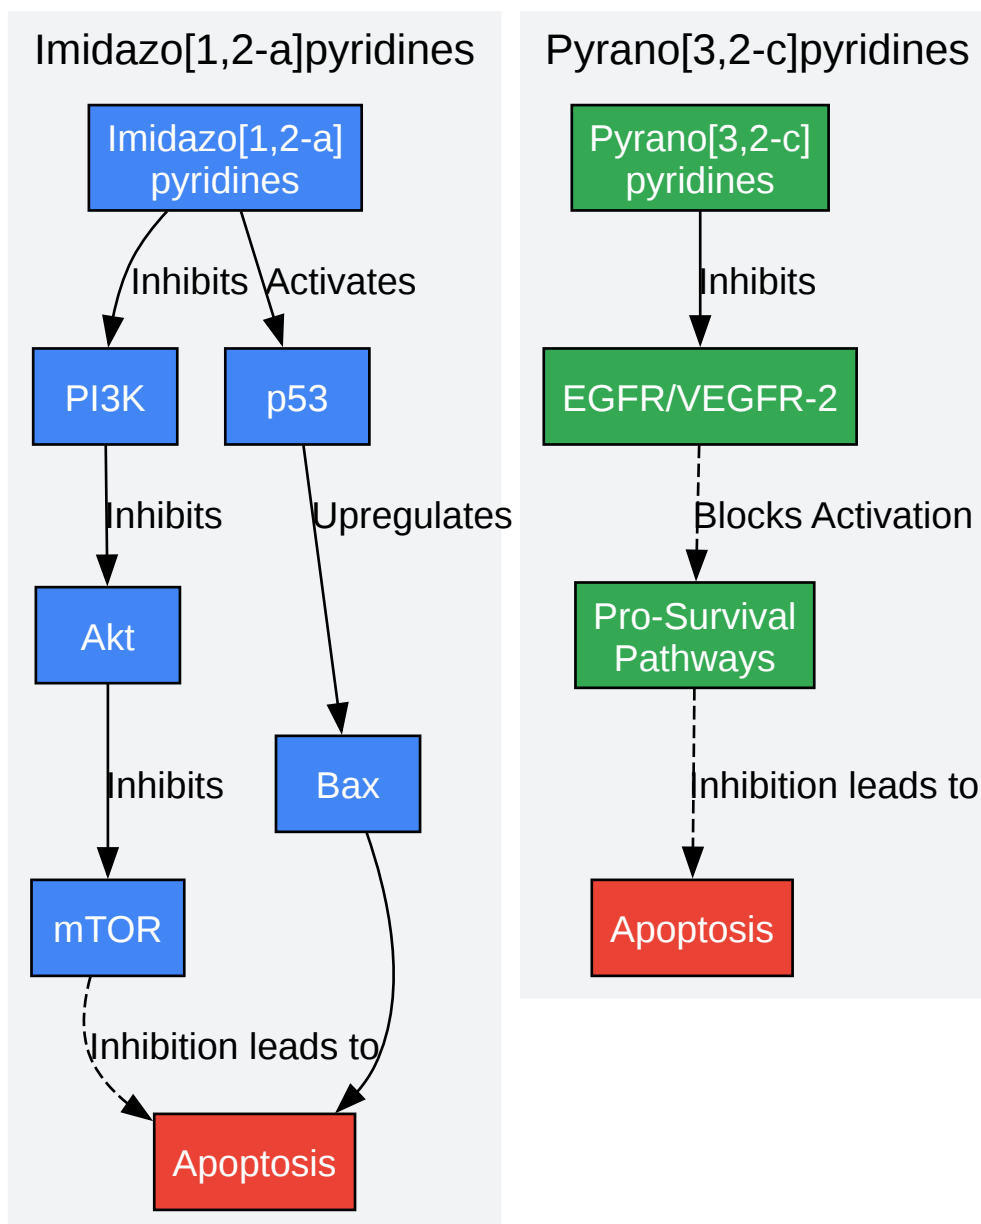 Imidazo[1,2-a]pyridines
Imidazo[1,2-a]
pyridines
Inhibits
Activates
PI3K
p53
Inhibits
Upregulates
Akt
Inhibits
Bax
mTOR
Inhibition leads to
Apoptosis
Pyrano[3,2-c]pyridines
Pyrano[3,2-c]
pyridines
Inhibits
EGFR/VEGFR-2
Blocks Activation
Pro-Survival
Pathways
Inhibition leads to
Apoptosis